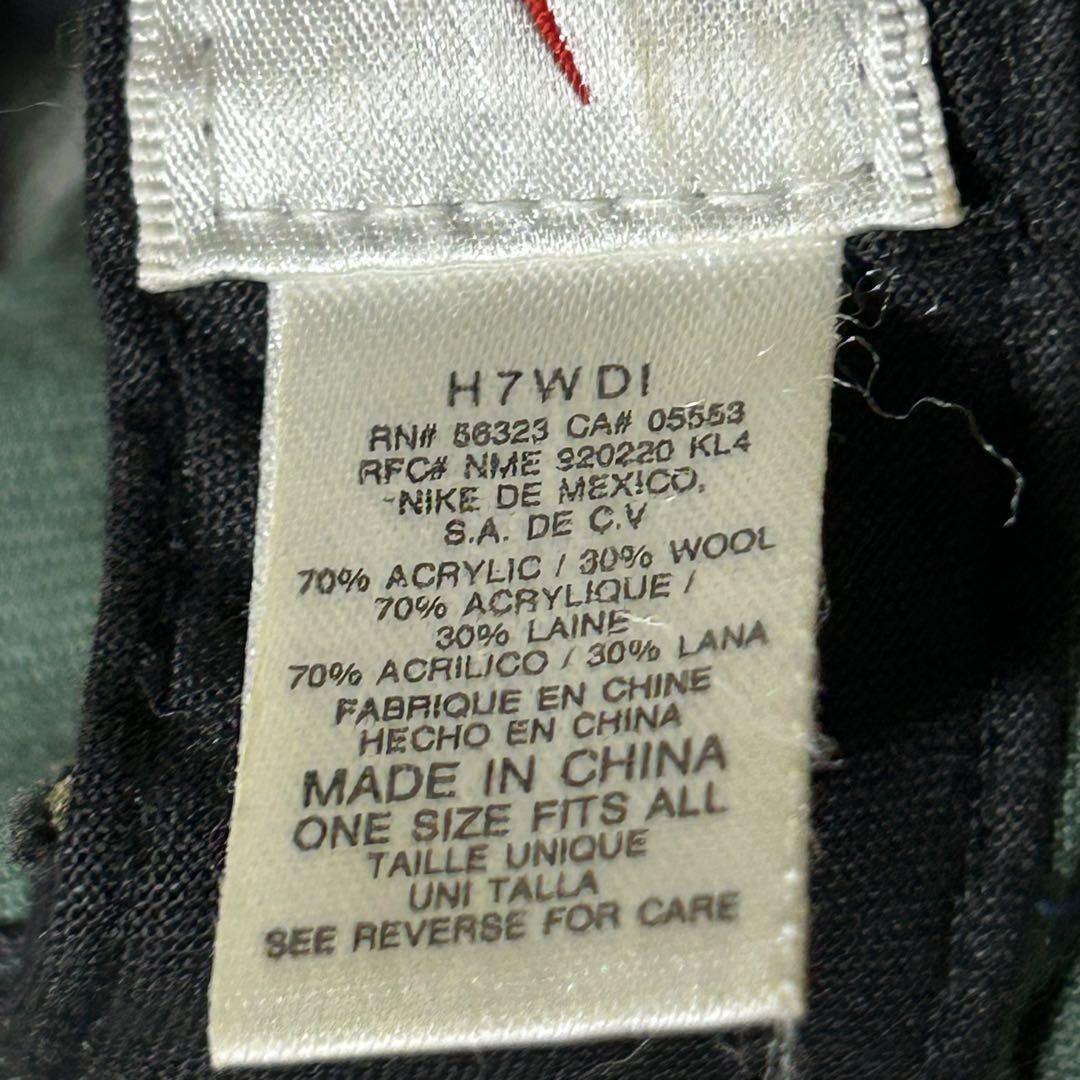 H7WDI
RN# 56323 CA# 05553
RFC# NME 920220 KL4
NIKE DE MEXICO,
S.A. DE C.V
70% ACRYLIC / 30% WOOL
70% ACRYLIQUE /
30% LAINE
70% ACRILICO / 30% LANA
FABRIQUE EN CHINE
HECHO EN CHINA
MADE IN CHINA
ONE SIZE FITS ALL
TAILLE UNIQUE
UNI TALLA
SEE REVERSE FOR CARE